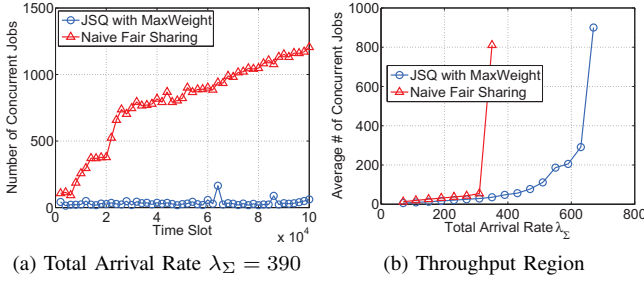 1500
1000
500
0
Number of Concurrent Jobs
JSQ with MaxWeight
Naive Fair Sharing
0 2 4 6 8 10
Time Slot
x 10^4
(a) Total Arrival Rate λΣ = 390
1000
800
600
400
200
0
Average # of Concurrent Jobs
JSQ with MaxWeight
Naive Fair Sharing
0 200 400 600 800
Total Arrival Rate λΣ
(b) Throughput Region